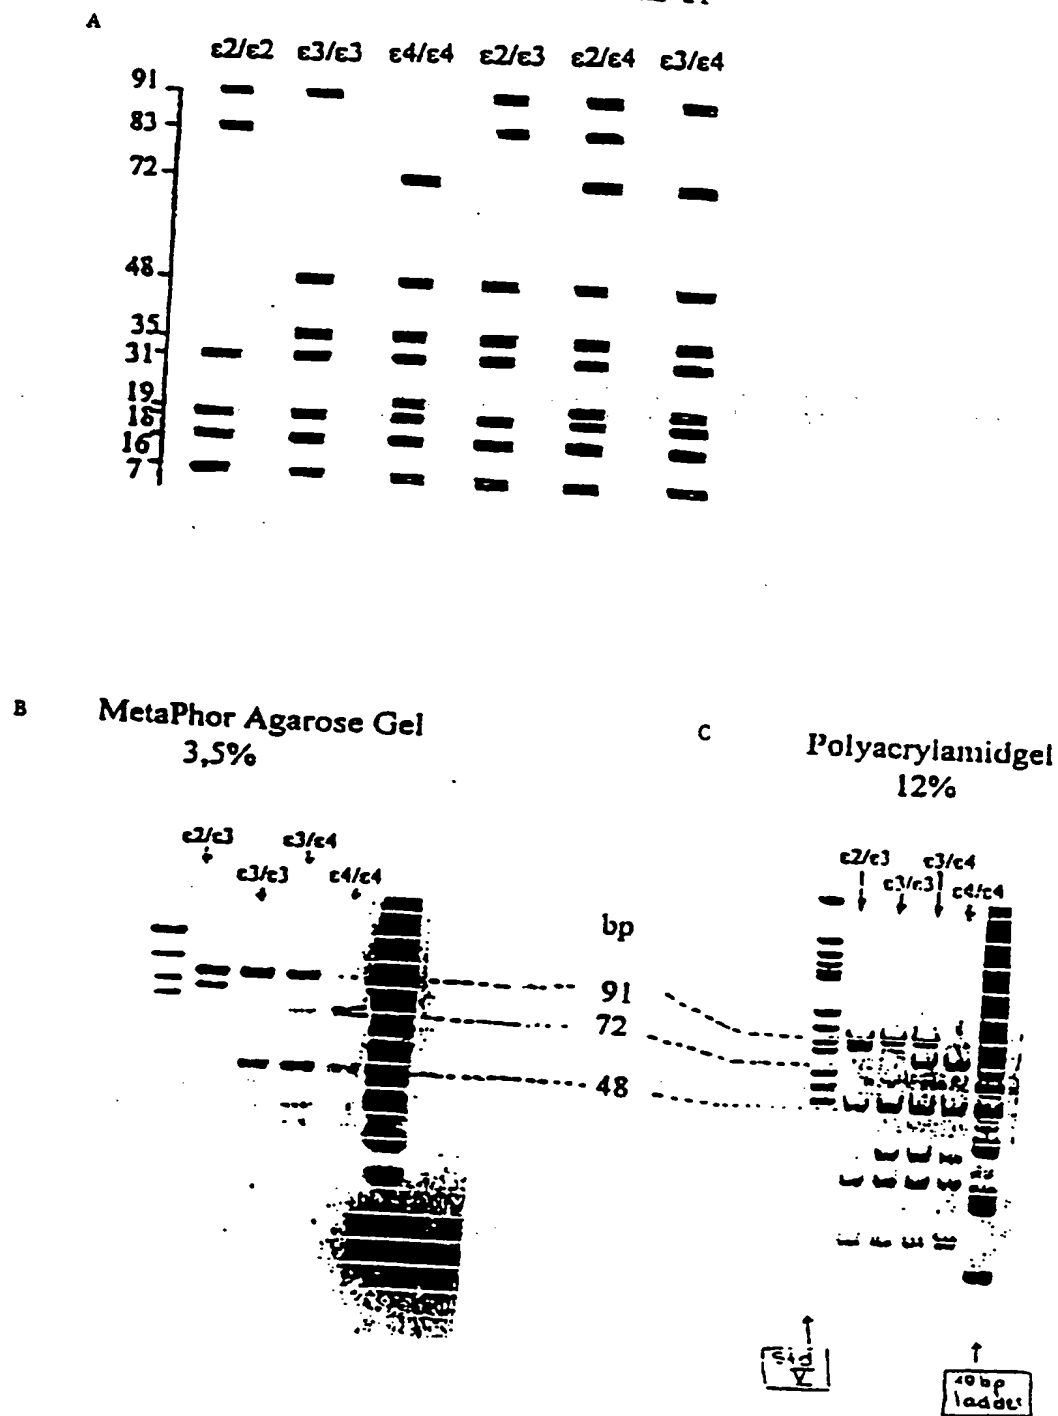 A
ε2/ε2 ε3/ε3 ε4/ε4 ε2/ε3 ε2/ε4 ε3/ε4
91
83
72
48
35
31
19
18
16
7
B
MetaPhor Agarose Gel
3,5%
ε2/ε3
ε3/ε4
ε3/ε3
ε4/ε4
bp
91
72
48
C
Polyacrylamidgel
12%
ε2/ε3
ε3/ε4
ε3/ε3
ε4/ε4
Std
V
10 bp
ladder